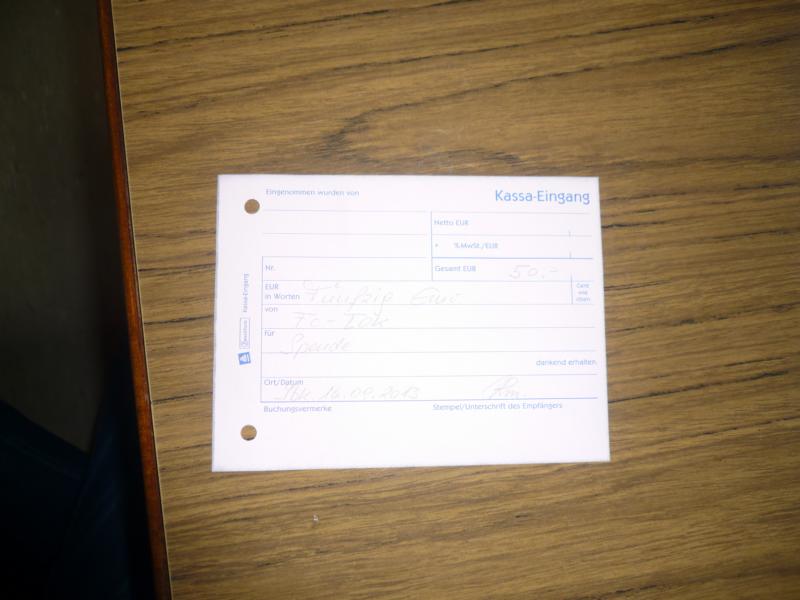 Eingenommen wurden von
Kassa-Eingang
Netto EUR
+ %MwSt./EUR
Nr.
Gesamt EUR 50.-
EUR in Worten Fünfzig Euro
Cent wie oben
von
für Spende
dankend erhalten.
Ort/Datum Ibk. 16.09.2013
Buchungsvermerke
Stempel/Unterschrift des Empfängers
Kassa-Eingang